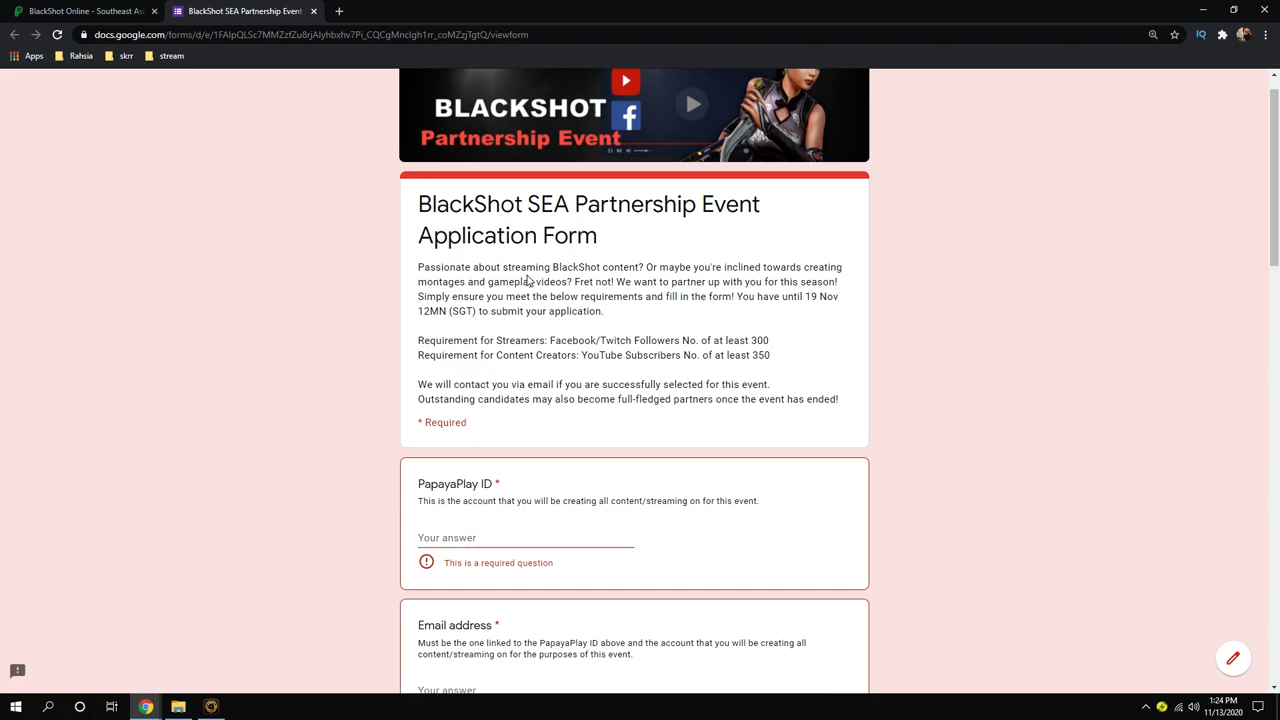 BlackShot Online - Southeast As
BlackShot SEA Partnership Event
docs.google.com/forms/d/e/1FAIpQLSc7MMZzfZu8rjAlyhbxhv7Pi_CQCgMnclgh1rr_coMZzjTgtQ/viewform
Apps
Rahsia
skrr
stream
BLACKSHOT
Partnership Event
BlackShot SEA Partnership Event
Application Form
Passionate about streaming BlackShot content? Or maybe you're inclined towards creating
montages and gameplay videos? Fret not! We want to partner up with you for this season!
Simply ensure you meet the below requirements and fill in the form! You have until 19 Nov
12MN (SGT) to submit your application.
Requirement for Streamers: Facebook/Twitch Followers No. of at least 300
Requirement for Content Creators: YouTube Subscribers No. of at least 350
We will contact you via email if you are successfully selected for this event.
Outstanding candidates may also become full-fledged partners once the event has ended!
* Required
PapayaPlay ID *
This is the account that you will be creating all content/streaming on for this event.
Your answer
This is a required question
Email address *
Must be the one linked to the PapayaPlay ID above and the account that you will be creating all
content/streaming on for the purposes of this event.
Your answer
1:24 PM
11/13/2020